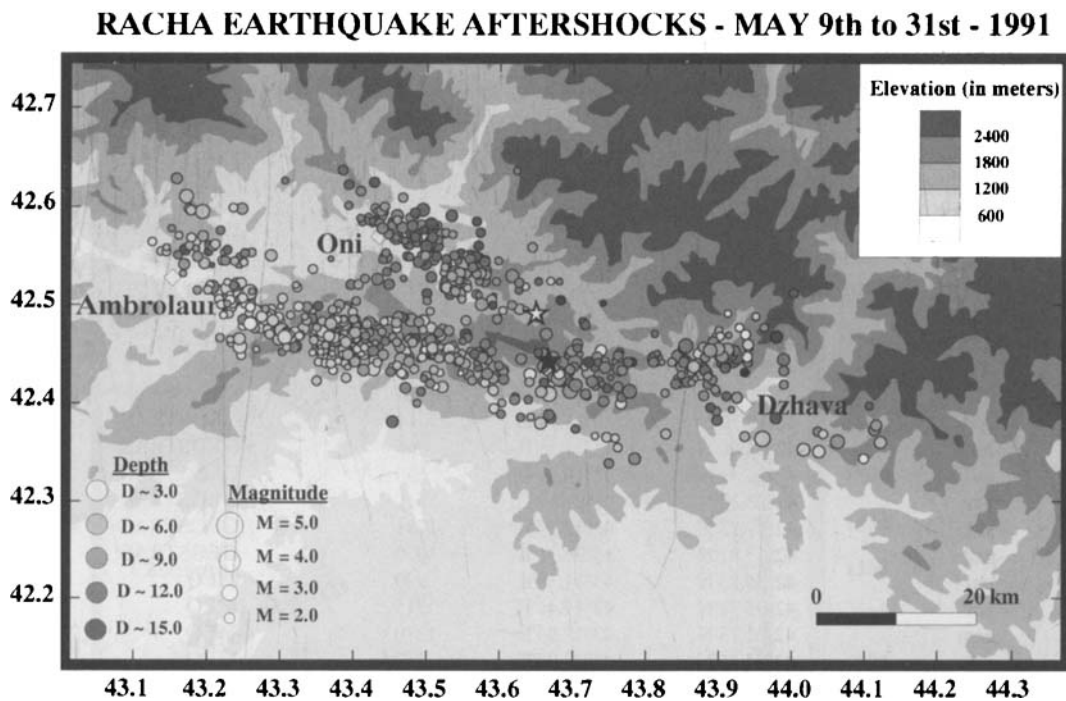 RACHA EARTHQUAKE AFTERSHOCKS - MAY 9th to 31st - 1991
Elevation (in meters)
2400
1800
1200
600
42.7
42.6
42.5
42.4
42.3
42.2
Oni
Ambrolaur
Dzhava
Depth
D ~ 3.0
D ~ 6.0
D ~ 9.0
D ~ 12.0
D ~ 15.0
Magnitude
M = 5.0
M = 4.0
M = 3.0
M = 2.0
0 20 km
43.1 43.2 43.3 43.4 43.5 43.6 43.7 43.8 43.9 44.0 44.1 44.2 44.3